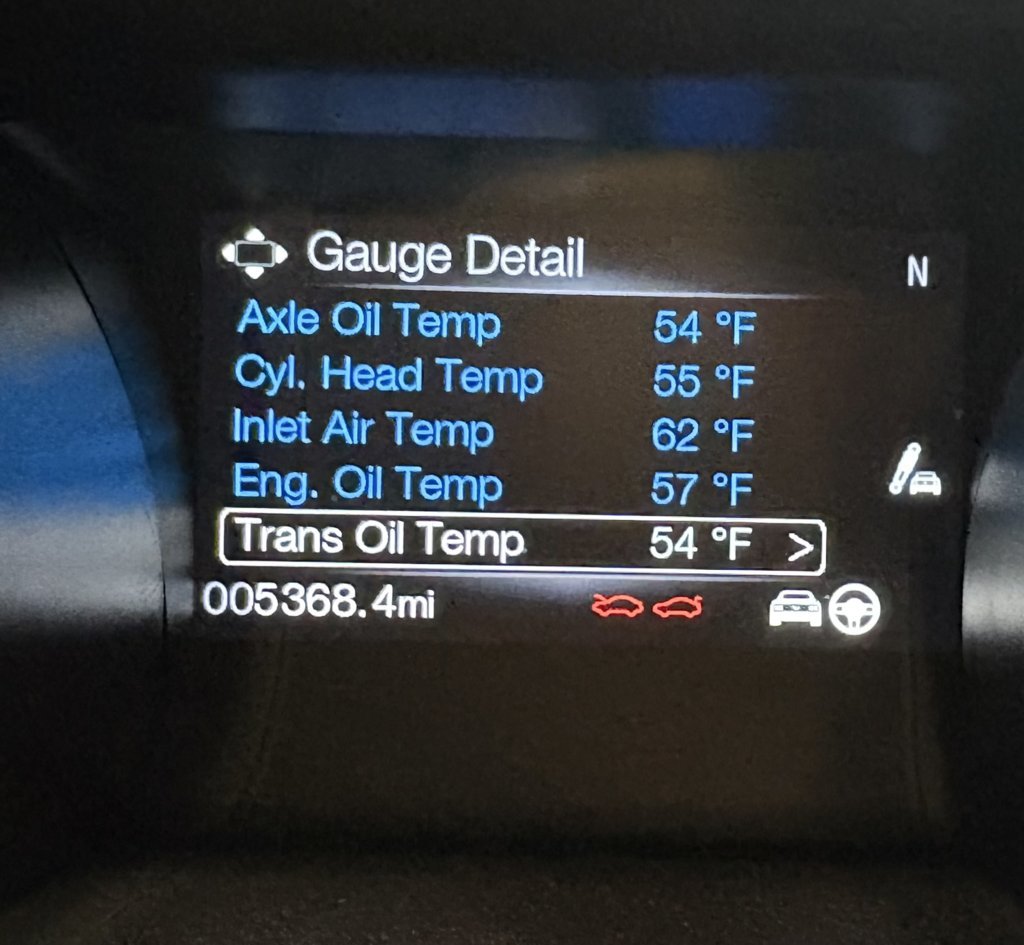 Gauge Detail
N
Axle Oil Temp 54 °F
Cyl. Head Temp 55 °F
Inlet Air Temp 62 °F
Eng. Oil Temp 57 °F
Trans Oil Temp 54 °F >
005368.4mi